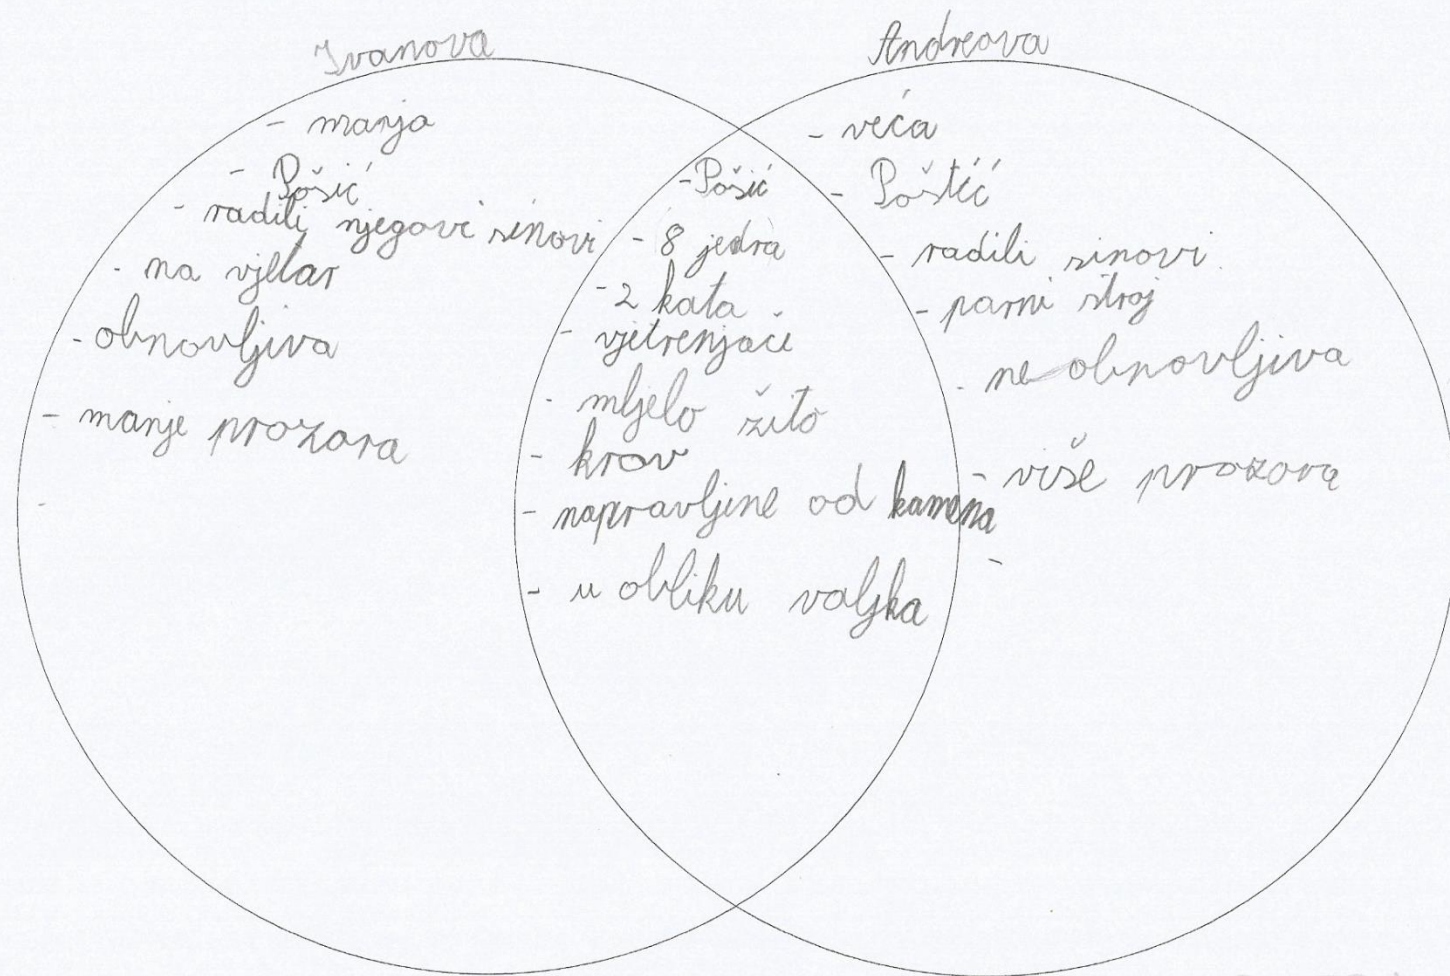 Ivanova
- manja
- Pošić
- radili njegovi sinovi
- na vjetar
- obnovljiva
- manje prozora
-
- Pošić
- 8 jedra
- 2 kata
- vjetrenjače
- mljelo žito
- krov
- napravljene od kamena
- u obliku valjka
Andreova
- veća
- Poštić
- radili sinovi
- parni stroj
- ne obnovljiva
- više prozora
-